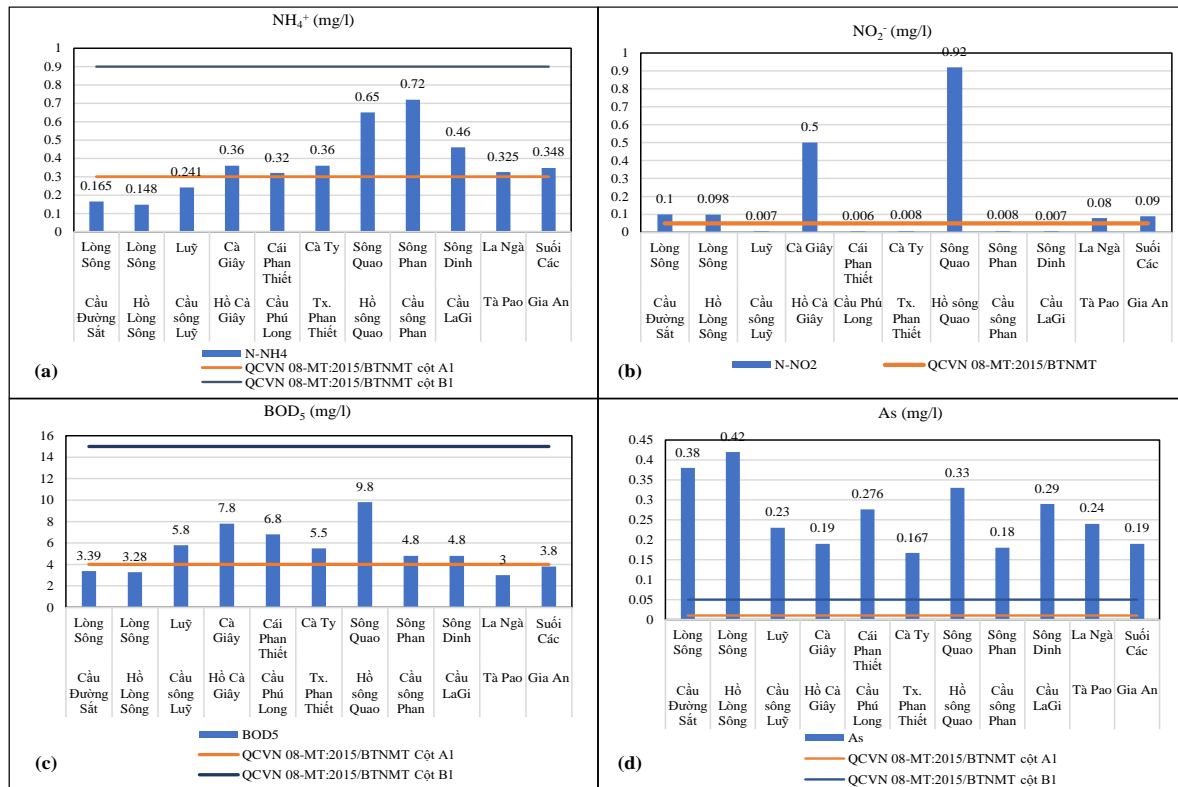 NH₄⁺ (mg/l)
1
0.9
0.8
0.7
0.6
0.5
0.4
0.3
0.2
0.1
0
0.165
0.148
0.241
0.36
0.32
0.36
0.65
0.72
0.46
0.325
0.348
Lòng Lòng Luỹ Cà Cái Cà Ty Sông Sông Sông La Ngà Suối
Sông Sông Giây Phan Quao Phan Dinh Các
Thiết
Cầu Hồ Cầu Hồ Cả Cầu Tx. Hồ Cầu Cầu Tà Pao Gia An
Đường Lòng sông Giây Phú Phan sông sông LaGi
Sắt Sông Luỹ Long Thiết Quao Phan
N-NH4
(a) QCVN 08-MT:2015/BTNMT cột A1
QCVN 08-MT:2015/BTNMT cột B1
NO₂⁻ (mg/l)
1
0.9
0.8
0.7
0.6
0.5
0.4
0.3
0.2
0.1
0
0.1
0.098
0.007
0.5
0.006
0.008
0.92
0.008
0.007
0.08
0.09
Lòng Lòng Luỹ Cà Giây Cái Cà Ty Sông Sông Sông La Ngà Suối
Sông Sông Phan Quao Phan Dinh Các
Thiết
Cầu Hồ Cầu Hồ Cả Cầu Phú Tx. Phan Hồ sông Cầu Cầu Tà Pao Gia An
Đường Lòng sông Giây Long Thiết Quao sông LaGi
Sắt Sông Luỹ Phan
(b) N-NO2 QCVN 08-MT:2015/BTNMT
BOD₅ (mg/l)
16
14
12
10
8
6
4
2
0
3.39
3.28
5.8
7.8
6.8
5.5
9.8
4.8
4.8
3
3.8
Lòng Lòng Luỹ Cà Cái Cà Ty Sông Sông Sông La Ngà Suối
Sông Sông Giây Phan Quao Phan Dinh Các
Thiết
Cầu Hồ Cầu Hồ Cà Cầu Tx. Hồ Cầu Cầu Tà Pao Gia An
Đường Lòng sông Giây Phú Phan sông sông LaGi
Sắt Sông Luỹ Long Thiết Quao Phan
BOD5
QCVN 08-MT:2015/BTNMT Cột A1
(c) QCVN 08-MT:2015/BTNMT Cột B1
As (mg/l)
0.45
0.4
0.35
0.3
0.25
0.2
0.15
0.1
0.05
0
0.38
0.42
0.23
0.19
0.276
0.167
0.33
0.18
0.29
0.24
0.19
Lòng Lòng Luỹ Cà Cái Cà Ty Sông Sông Sông La Ngà Suối
Sông Sông Giây Phan Quao Phan Dinh Các
Thiết
Cầu Hồ Cầu Hồ Cả Cầu Tx. Hồ Cầu Cầu Tà Pao Gia An
Đường Lòng sông Giây Phú Phan sông sông LaGi
Sắt Sông Luỹ Long Thiết Quao Phan
As
QCVN 08-MT:2015/BTNMT cột A1
(d) QCVN 08-MT:2015/BTNMT cột B1